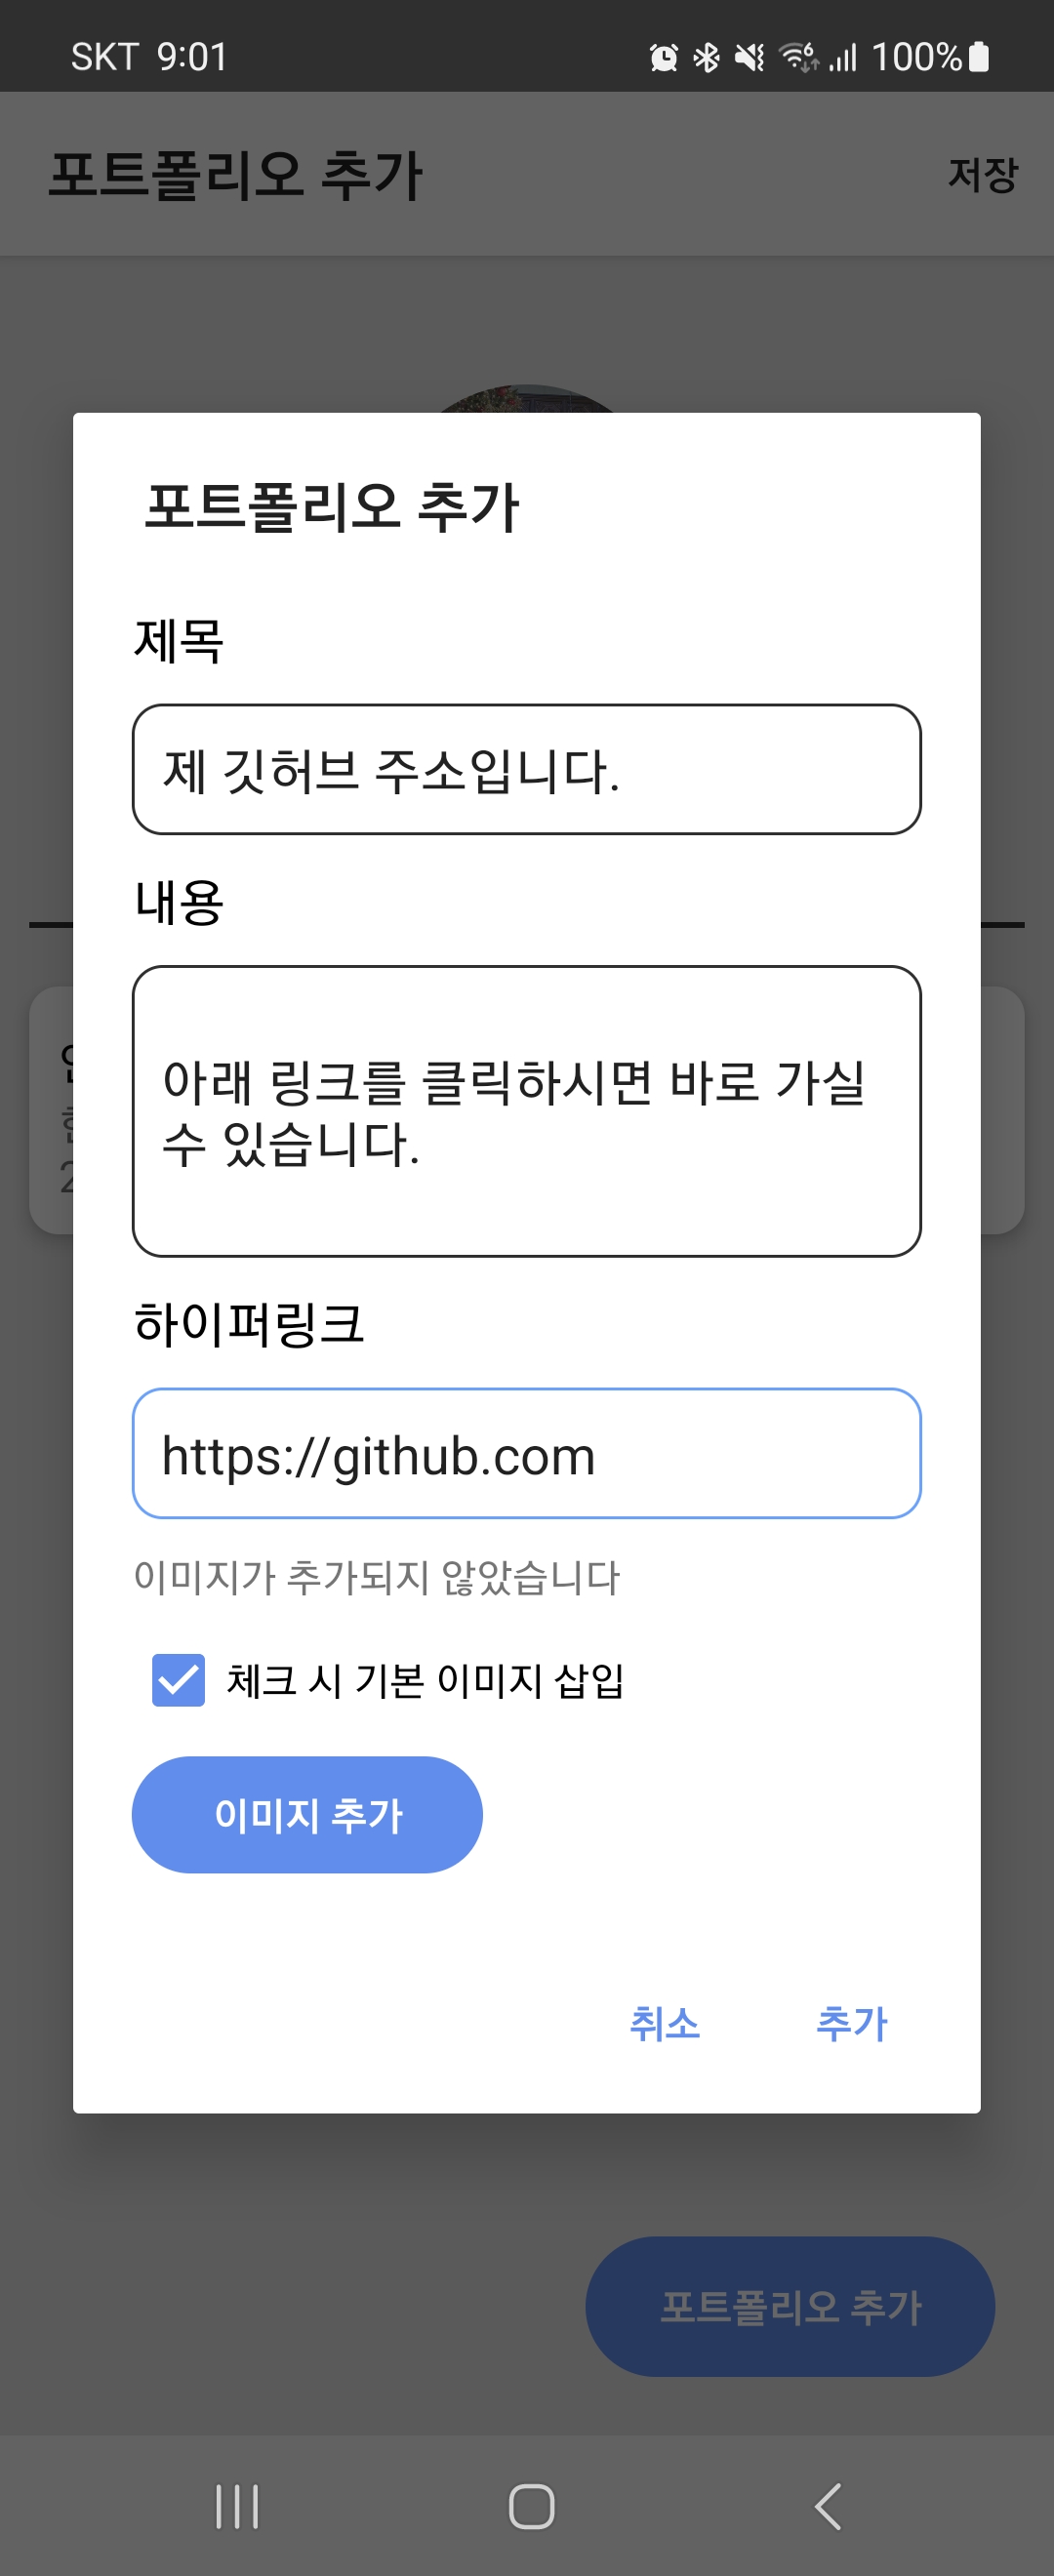 SKT 9:01
100%
포트폴리오 추가
저장
포트폴리오 추가
제목
제 깃허브 주소입니다.
내용
아래 링크를 클릭하시면 바로 가실
수 있습니다.
하이퍼링크
https://github.com
이미지가 추가되지 않았습니다
체크 시 기본 이미지 삽입
이미지 추가
취소
추가
포트폴리오 추가